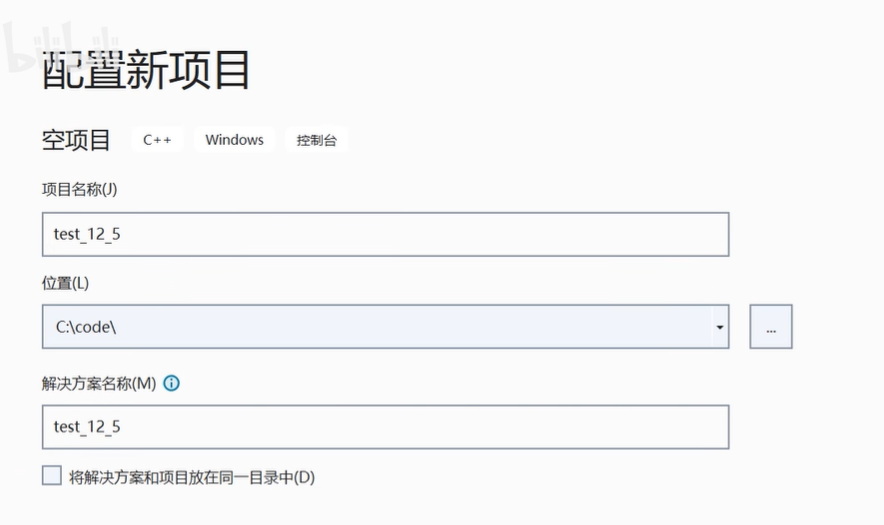 bilibili
配置新项目
空项目 C++ Windows 控制台
项目名称(J)
test_12_5
位置(L)
C:\code\
...
解决方案名称(M)
test_12_5
将解决方案和项目放在同一目录中(D)